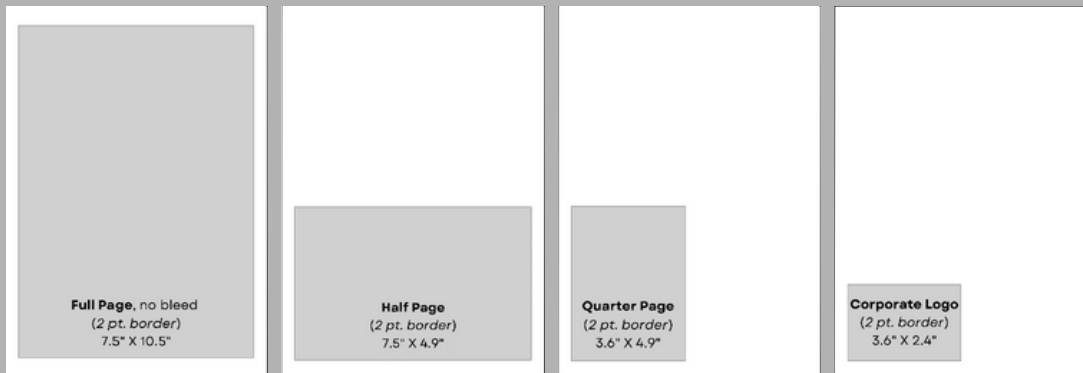 Full Page, no bleed
(2 pt. border)
7.5" X 10.5"
Half Page
(2 pt. border)
7.5" X 4.9"
Quarter Page
(2 pt. border)
3.6" X 4.9"
Corporate Logo
(2 pt. border)
3.6" X 2.4"